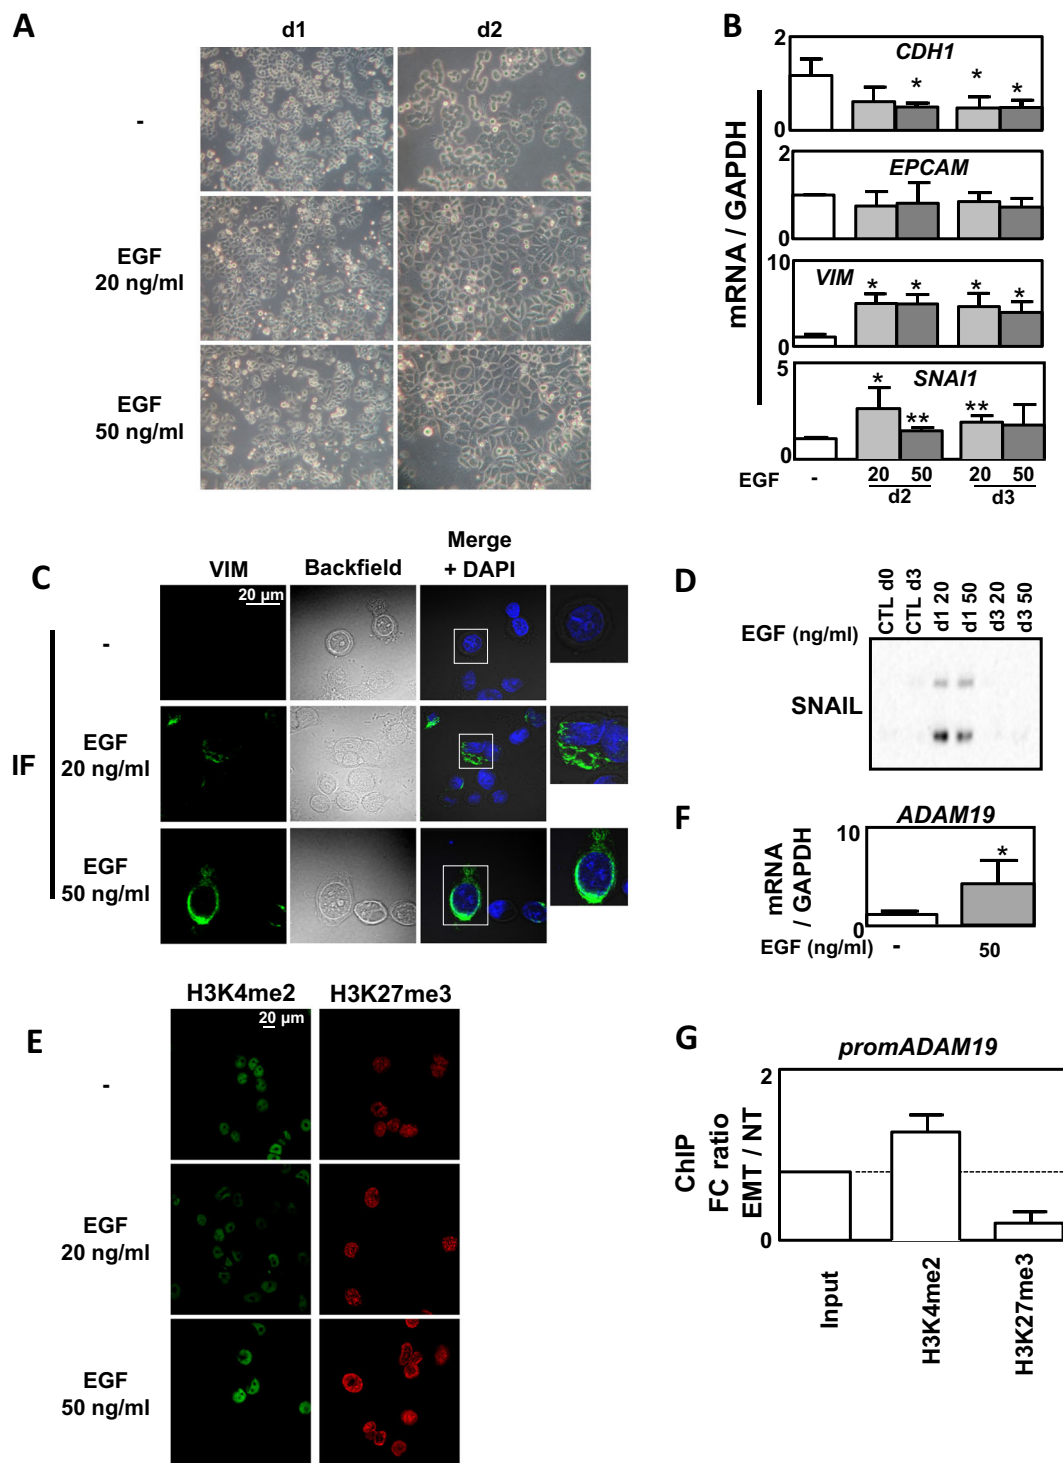 A
d1
d2
-
EGF
20 ng/ml
EGF
50 ng/ml
B
mRNA / GAPDH
2
CDH1
*
*
*
0
2
EPCAM
0
10
VIM
*
*
*
*
0
5
SNAI1
*
**
**
0
EGF
-
20
50
20
50
d2
d3
C
VIM
Backfield
Merge
+ DAPI
20 µm
IF
-
EGF
20 ng/ml
EGF
50 ng/ml
D
EGF (ng/ml)
CTL d0
CTL d3
d1 20
d1 50
d3 20
d3 50
SNAIL
F
ADAM19
mRNA
/ GAPDH
10
*
0
EGF (ng/ml)
-
50
E
H3K4me2
H3K27me3
20 µm
-
EGF
20 ng/ml
EGF
50 ng/ml
G
promADAM19
ChIP
FC ratio
EMT / NT
2
0
Input
H3K4me2
H3K27me3